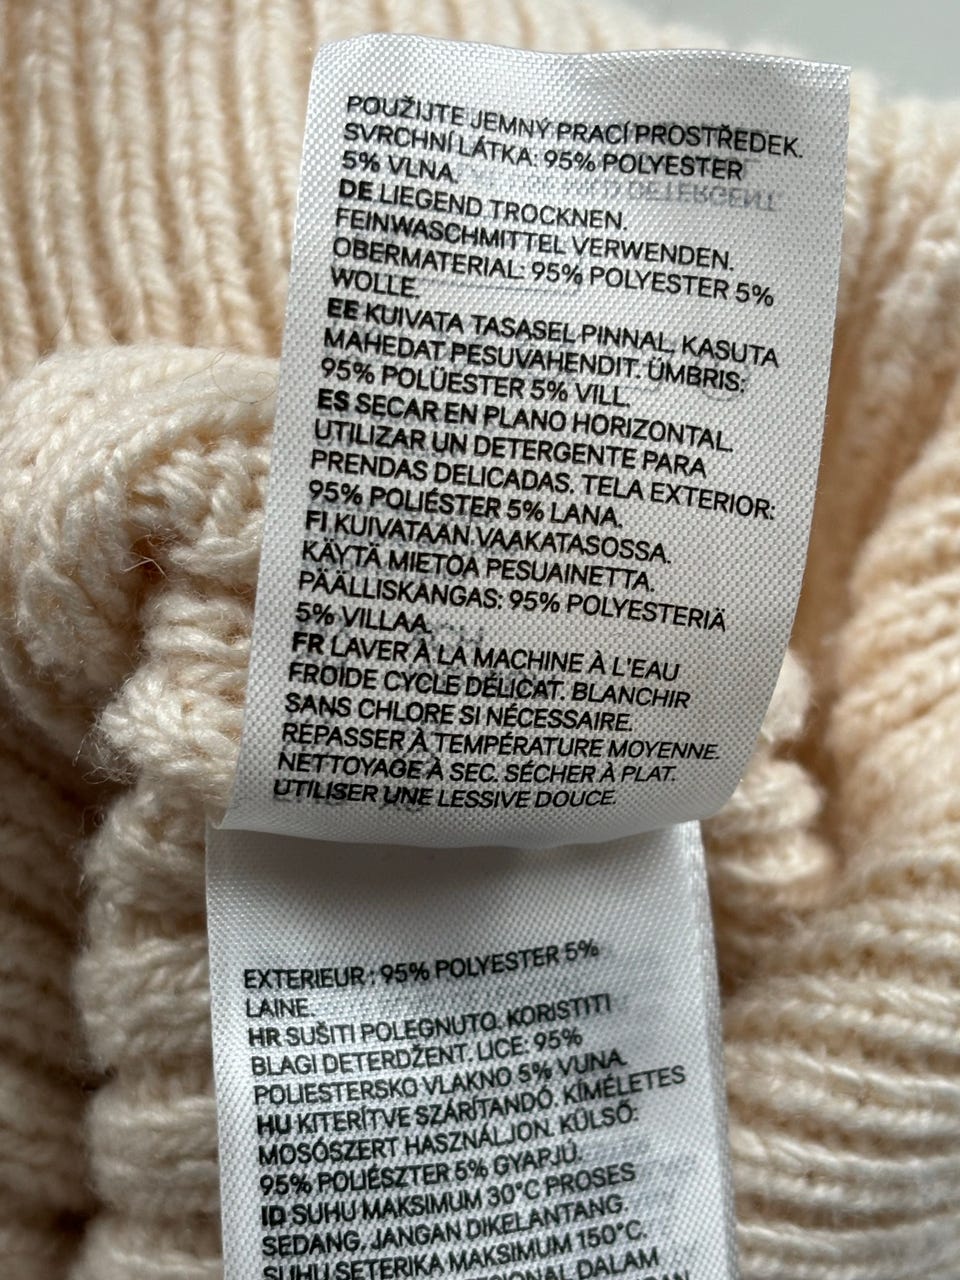 POUŽIJTE JEMNÝ PRACÍ PROSTŘEDEK.
SVRCHNÍ LÁTKA: 95% POLYESTER
5% VLNA.
DE LIEGEND TROCKNEN.
FEINWASCHMITTEL VERWENDEN.
OBERMATERIAL: 95% POLYESTER 5%
WOLLE.
EE KUIVATA TASASEL PINNAL. KASUTA
MAHEDAT PESUVAHENDIT. ÜMBRIS:
95% POLÜESTER 5% VILL.
ES SECAR EN PLANO HORIZONTAL.
UTILIZAR UN DETERGENTE PARA
PRENDAS DELICADAS. TELA EXTERIOR:
95% POLIÉSTER 5% LANA.
FI KUIVATAAN VAAKATASOSSA.
KÄYTÄ MIETOA PESUAINETTA.
PÄÄLLISKANGAS: 95% POLYESTERIÄ
5% VILLAA.
FR LAVER À LA MACHINE À L'EAU
FROIDE CYCLE DÉLICAT. BLANCHIR
SANS CHLORE SI NÉCESSAIRE.
REPASSER À TEMPÉRATURE MOYENNE.
NETTOYAGE À SEC. SÉCHER À PLAT.
UTILISER UNE LESSIVE DOUCE.
EXTERIEUR : 95% POLYESTER 5%
LAINE.
HR SUŠITI POLEGNUTO. KORISTITI
BLAGI DETERDŽENT. LICE: 95%
POLIESTERSKO VLAKNO 5% VUNA.
HU KITERÍTVE SZÁRÍTANDÓ. KÍMÉLETES
MOSÓSZERT HASZNÁLJON. KÜLSŐ:
95% POLIÉSZTER 5% GYAPJÚ.
ID SUHU MAKSIMUM 30°C PROSES
SEDANG. JANGAN DIKELANTANG.
SUHU SETERIKA MAKSIMUM 150°C.
DALAM